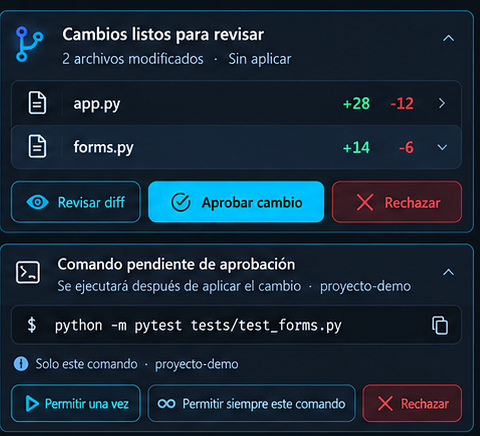 Cambios listos para revisar
2 archivos modificados · Sin aplicar
app.py +28 -12
forms.py +14 -6
Revisar diff Aprobar cambio Rechazar
Comando pendiente de aprobación
Se ejecutará después de aplicar el cambio · proyecto-demo
$ python -m pytest tests/test_forms.py
Solo este comando · proyecto-demo
Permitir una vez Permitir siempre este comando Rechazar